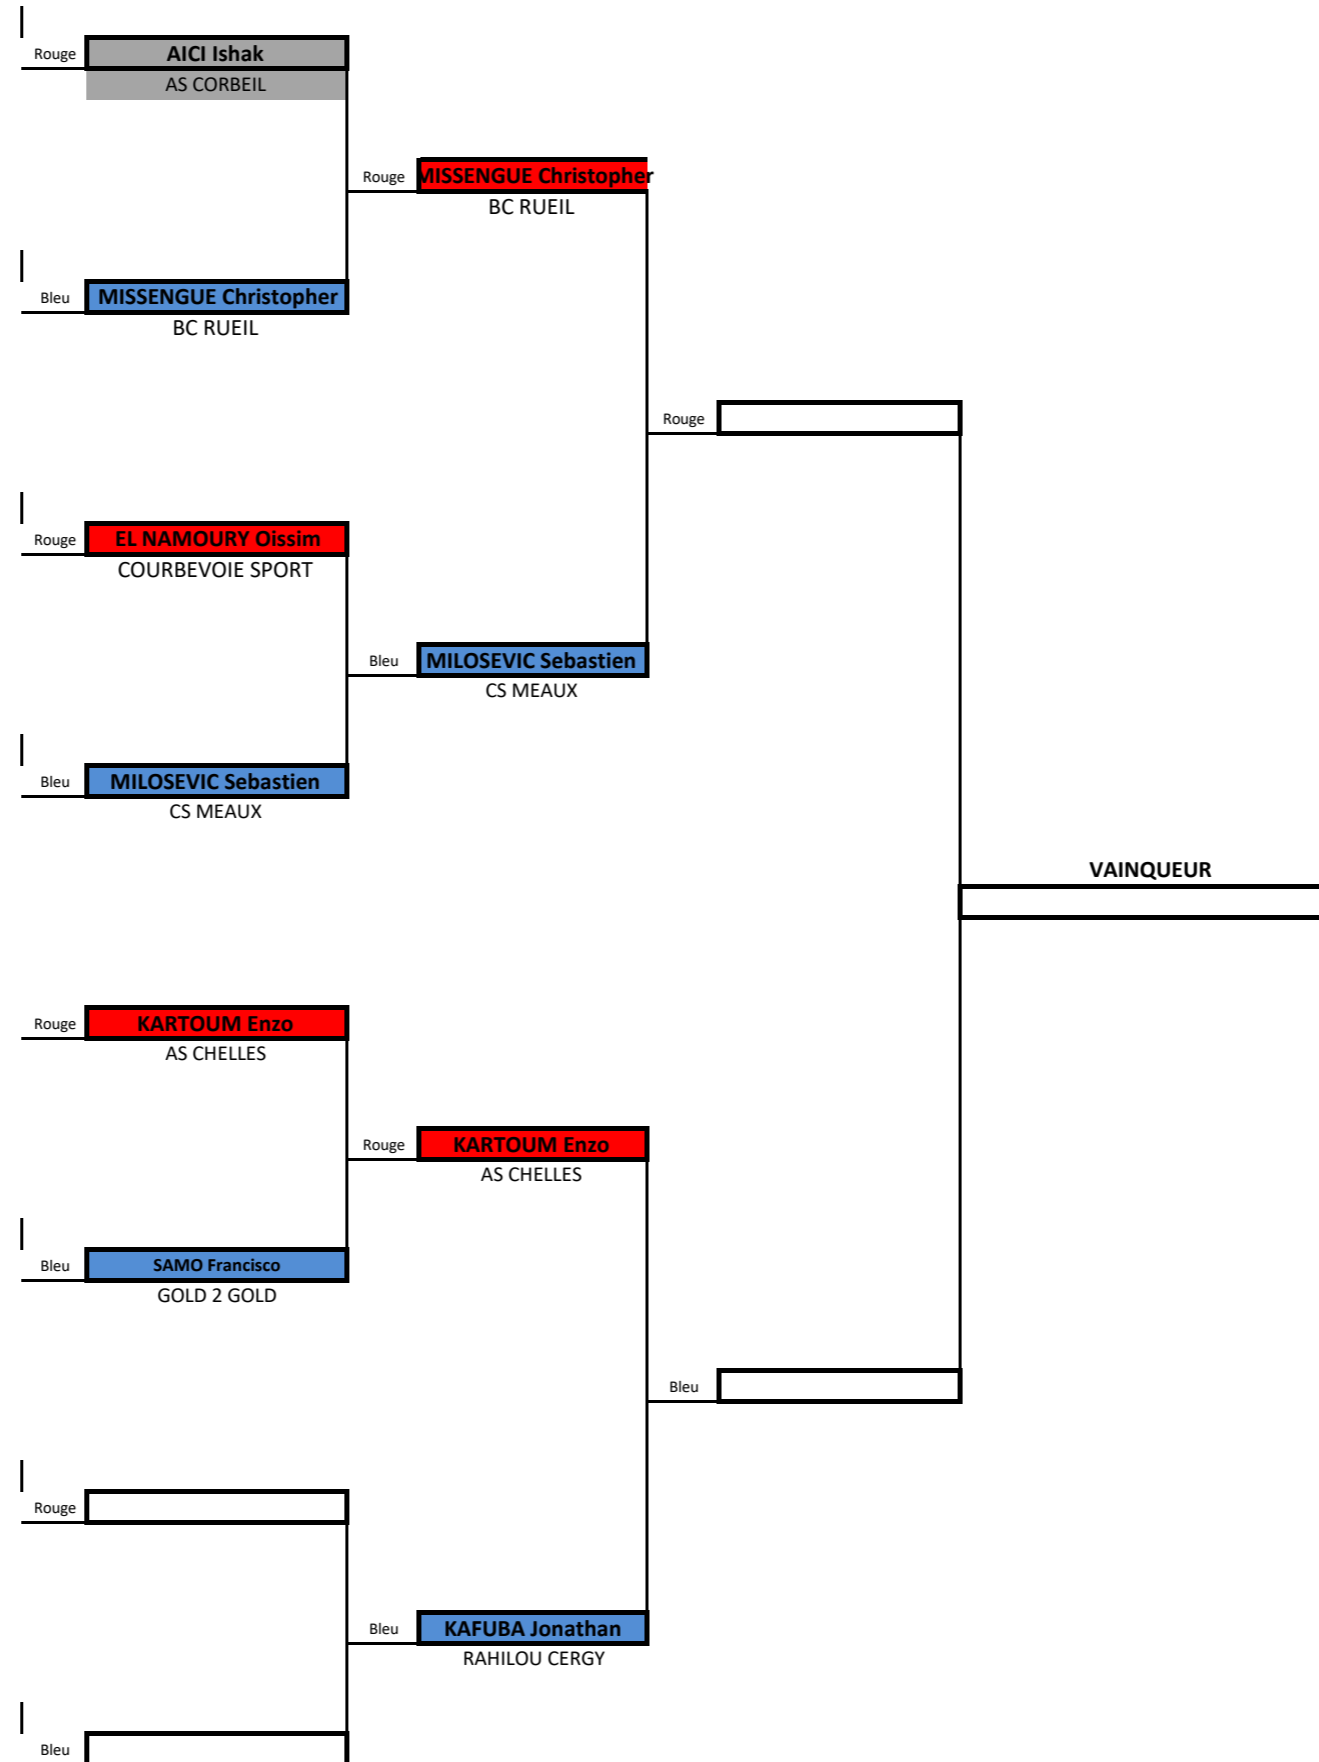 Rouge
AICI Ishak
AS CORBEIL
Rouge
MISSENGUE Christopher
BC RUEIL
Bleu
MISSENGUE Christopher
BC RUEIL
Rouge
Rouge
EL NAMOURY Oissim
COURBEVOIE SPORT
Bleu
MILOSEVIC Sebastien
CS MEAUX
Bleu
MILOSEVIC Sebastien
CS MEAUX
VAINQUEUR
Rouge
KARTOUM Enzo
AS CHELLES
Rouge
KARTOUM Enzo
AS CHELLES
Bleu
SAMO Francisco
GOLD 2 GOLD
Bleu
Rouge
Bleu
KAFUBA Jonathan
RAHILOU CERGY
Bleu